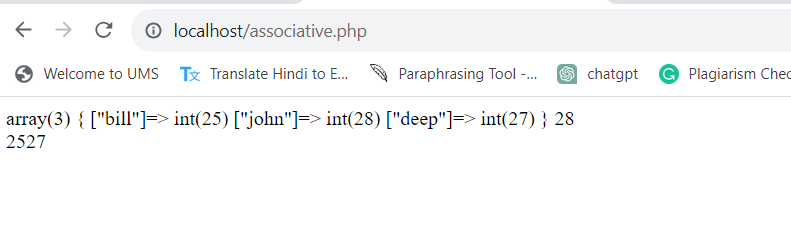 localhost/associative.php
Welcome to UMS Translate Hindi to E... Paraphrasing Tool -... chatgpt Plagiarism Chec
array(3) { ["bill"]=> int(25) ["john"]=> int(28) ["deep"]=> int(27) } 28
2527